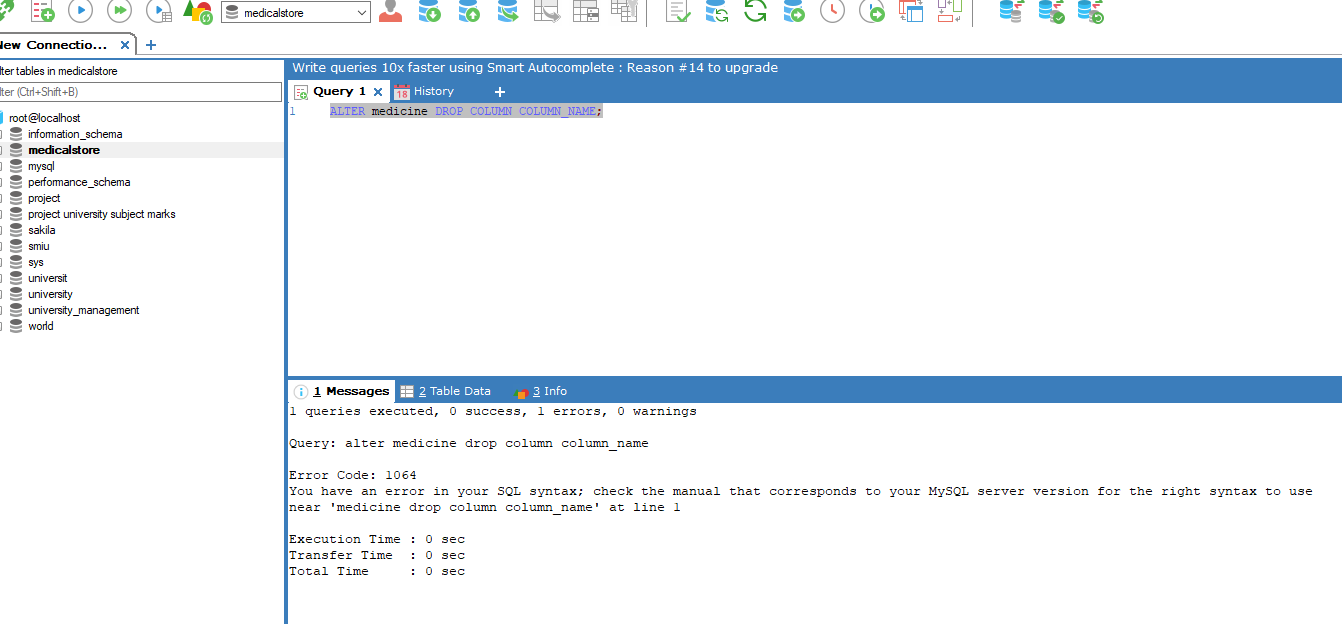 medicalstore
New Connectio... × +
lter tables in medicalstore
lter (Ctrl+Shift+B)
root@localhost
information_schema
medicalstore
mysql
performance_schema
project
project university subject marks
sakila
smiu
sys
universit
university
university_management
world
Write queries 10x faster using Smart Autocomplete : Reason #14 to upgrade
Query 1 × 18 History +
1 ALTER medicine DROP COLUMN COLUMN_NAME;
1 Messages 2 Table Data 3 Info
1 queries executed, 0 success, 1 errors, 0 warnings
Query: alter medicine drop column column_name
Error Code: 1064
You have an error in your SQL syntax; check the manual that corresponds to your MySQL server version for the right syntax to use
near 'medicine drop column column_name' at line 1
Execution Time : 0 sec
Transfer Time : 0 sec
Total Time : 0 sec